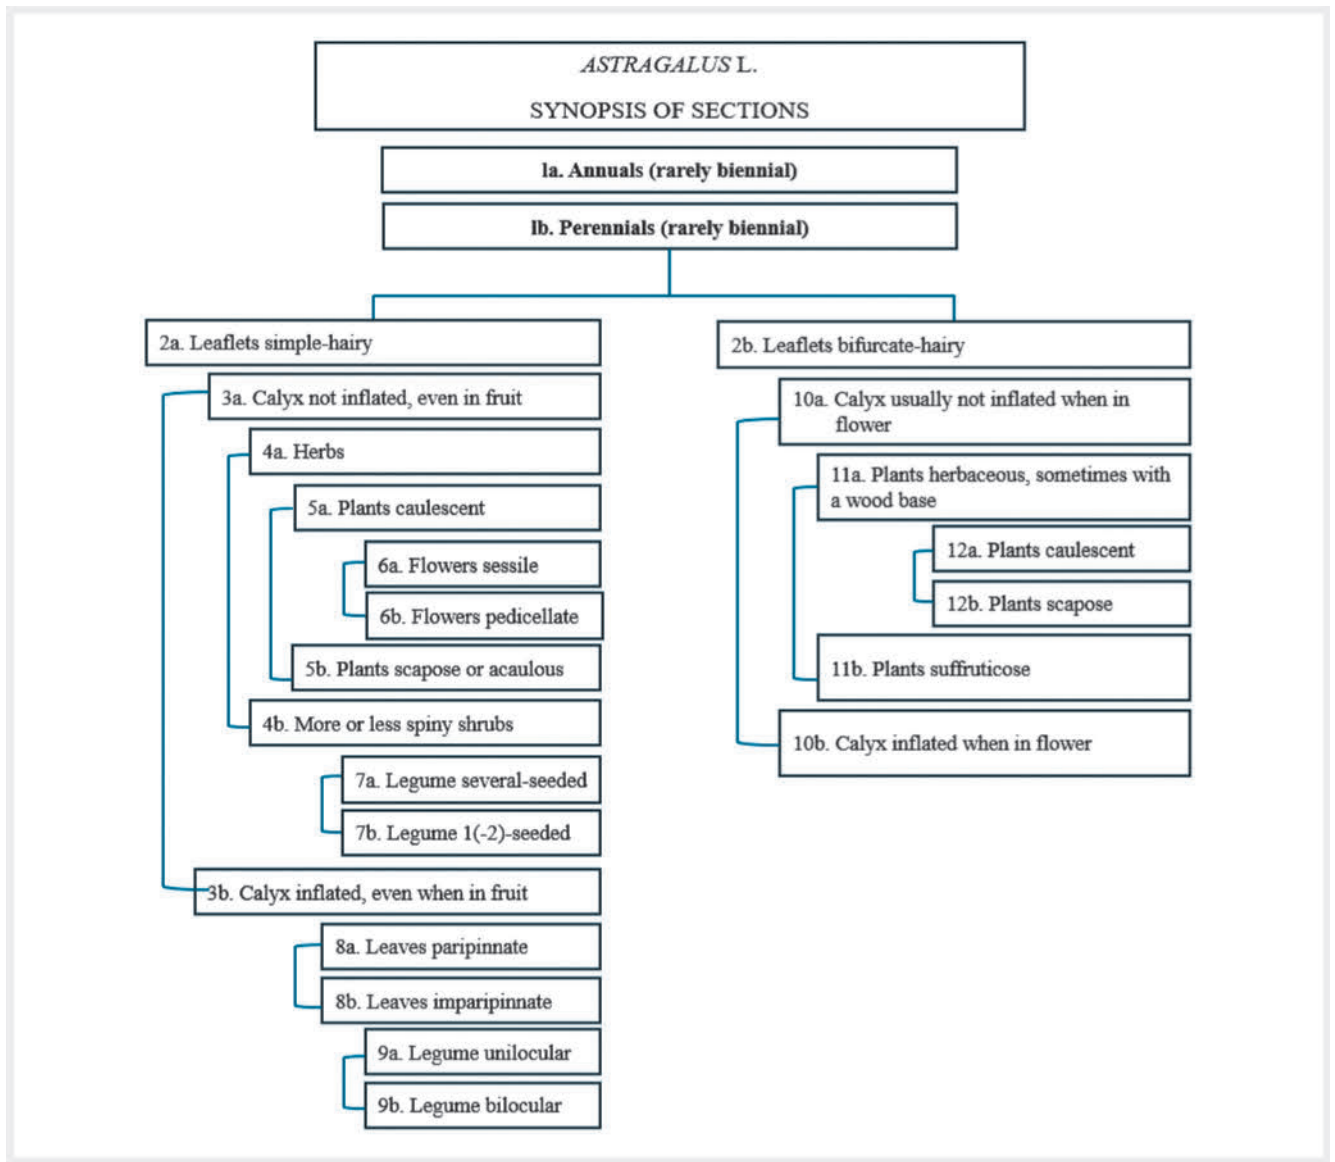 ASTRAGALUS L.
SYNOPSIS OF SECTIONS
la. Annuals (rarely biennial)
lb. Perennials (rarely biennial)
2a. Leaflets simple-hairy
3a. Calyx not inflated, even in fruit
4a. Herbs
5a. Plants caulescent
6a. Flowers sessile
6b. Flowers pedicellate
5b. Plants scapose or acaulous
4b. More or less spiny shrubs
7a. Legume several-seeded
7b. Legume 1(-2)-seeded
3b. Calyx inflated, even when in fruit
8a. Leaves paripinnate
8b. Leaves imparipinnate
9a. Legume unilocular
9b. Legume bilocular
2b. Leaflets bifurcate-hairy
10a. Calyx usually not inflated when in
flower
11a. Plants herbaceous, sometimes with
a wood base
12a. Plants caulescent
12b. Plants scapose
11b. Plants suffruticose
10b. Calyx inflated when in flower